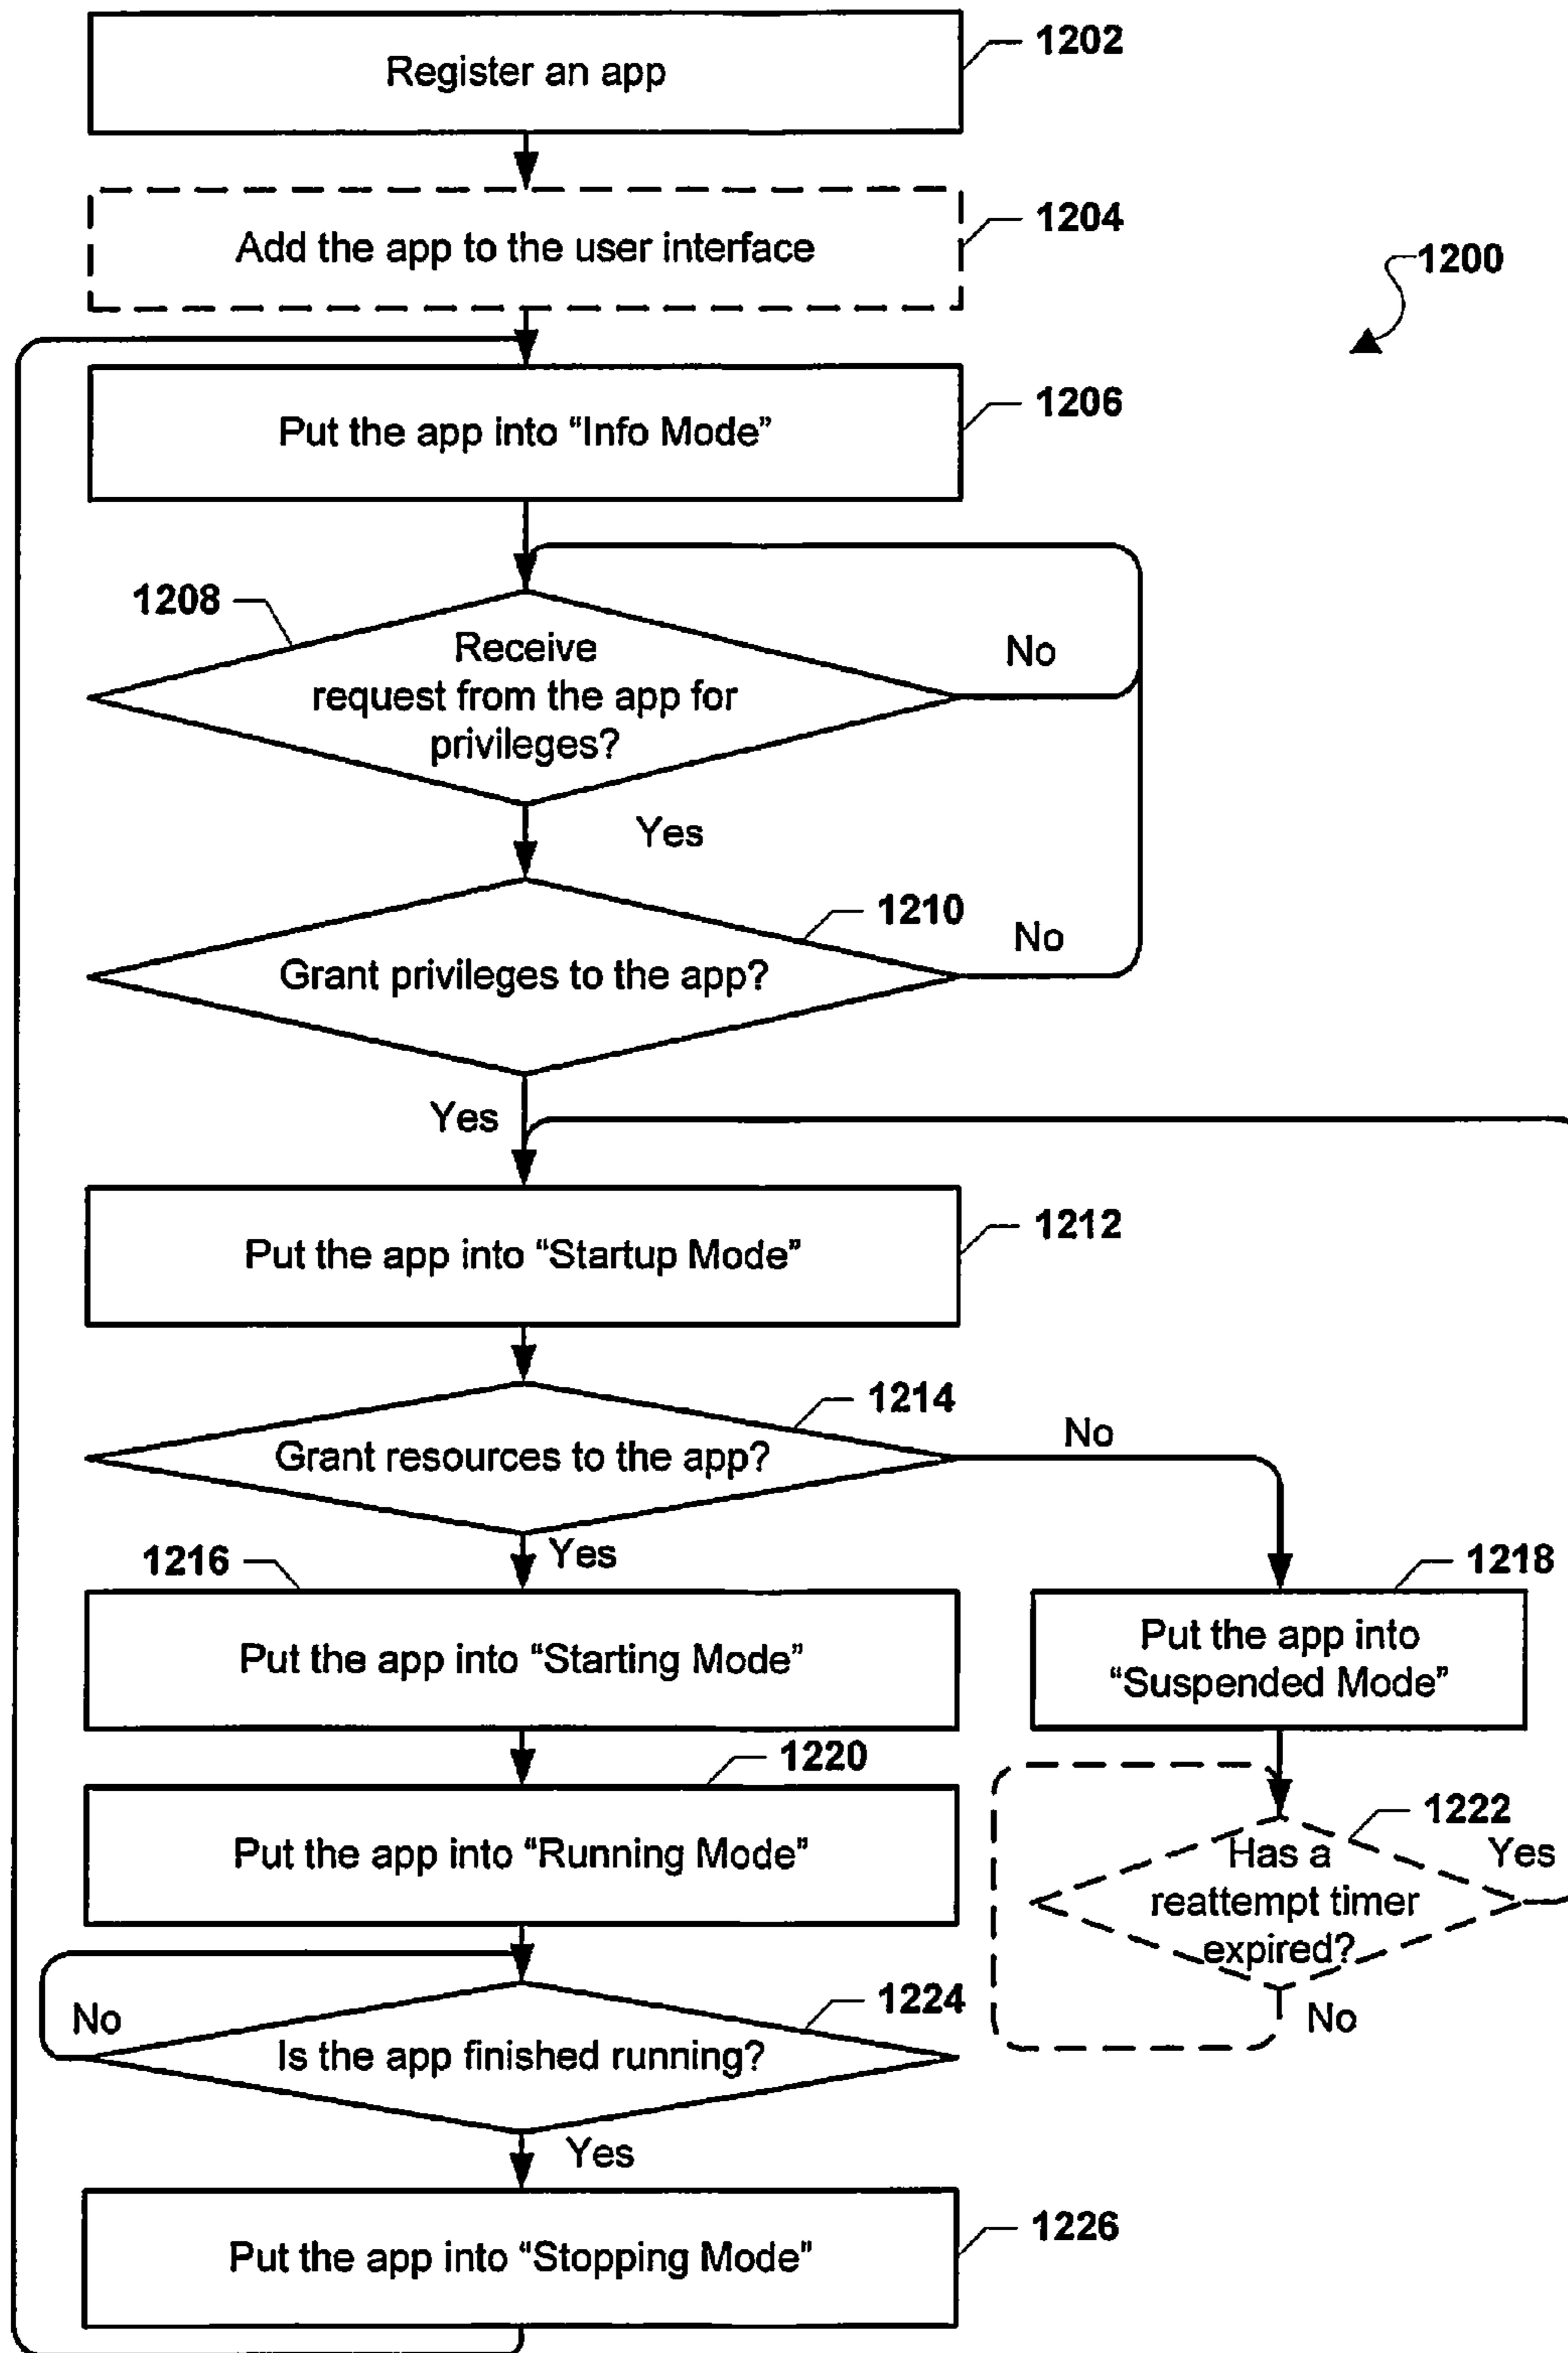 Register an app
1202
Add the app to the user interface
1204
1200
Put the app into “Info Mode”
1206
1208
Receive
request from the app for
privileges?
No
Yes
1210
Grant privileges to the app?
No
Yes
Put the app into “Startup Mode”
1212
1214
Grant resources to the app?
No
Yes
1216
Put the app into “Starting Mode”
1218
Put the app into
“Suspended Mode”
1220
Put the app into “Running Mode”
1222
Has a
reattempt timer
expired?
Yes
No
1224
Is the app finished running?
No
Yes
Put the app into “Stopping Mode”
1226